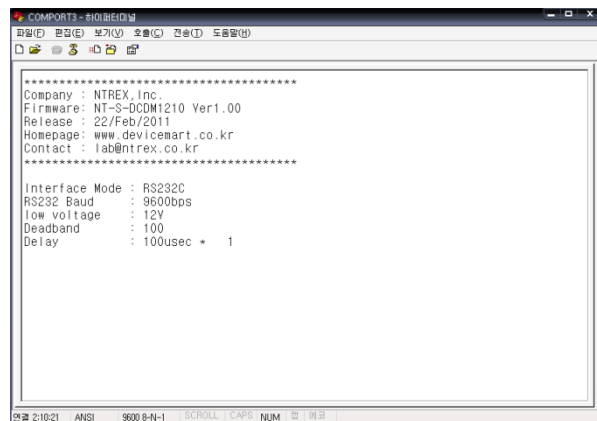 COMPORT3 - 하이퍼터미널
파일(F) 편집(E) 보기(V) 호출(C) 전송(T) 도움말(H)
***************************************
Company : NTREX,Inc.
Firmware: NT-S-DCDM1210 Ver1.00
Release : 22/Feb/2011
Homepage: www.devicemart.co.kr
Contact : lab@ntrex.co.kr
***************************************
Interface Mode : RS232C
RS232 Baud : 9600bps
low voltage : 12V
Deadband : 100
Delay : 100usec * 1
연결 2:10:21 ANSI 9600 8-N-1 SCROLL CAPS NUM 캡 에코